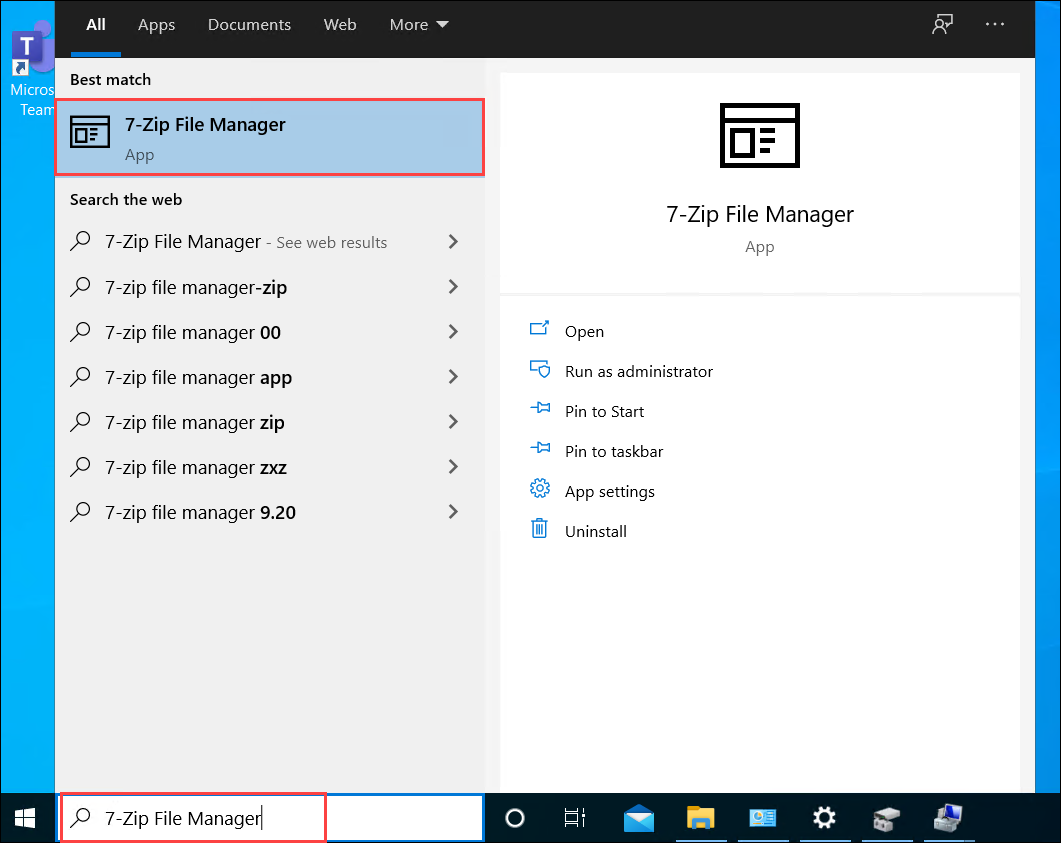 All Apps Documents Web More
T
Micros
Team
Best match
7-Zip File Manager
App
Search the web
7-Zip File Manager - See web results
7-zip file manager-zip
7-zip file manager 00
7-zip file manager app
7-zip file manager zip
7-zip file manager zxz
7-zip file manager 9.20
7-Zip File Manager
App
Open
Run as administrator
Pin to Start
Pin to taskbar
App settings
Uninstall
7-Zip File Manager